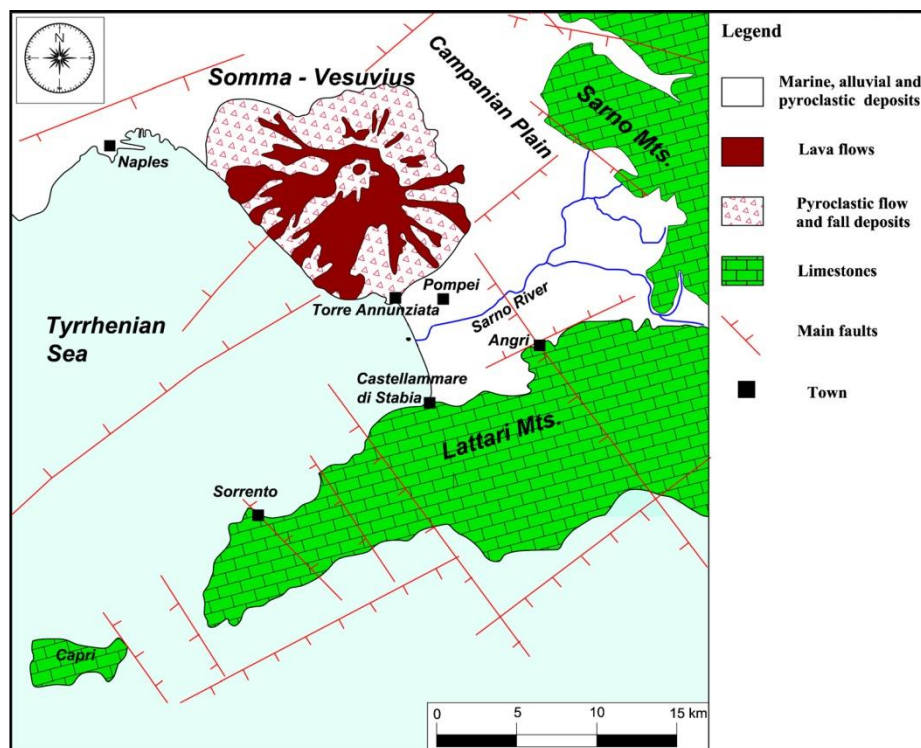 N
Somma - Vesuvius
Campanian Plain
Sarno Mts.
Naples
Pompei
Torre Annunziata
Sarno River
Tyrrhenian
Sea
Angri
Castellammare
di Stabia
Lattari Mts.
Sorrento
Capri
0 5 10 15 km
Legend
Marine, alluvial and
pyroclastic deposits
Lava flows
Pyroclastic flow
and fall deposits
Limestones
Main faults
Town